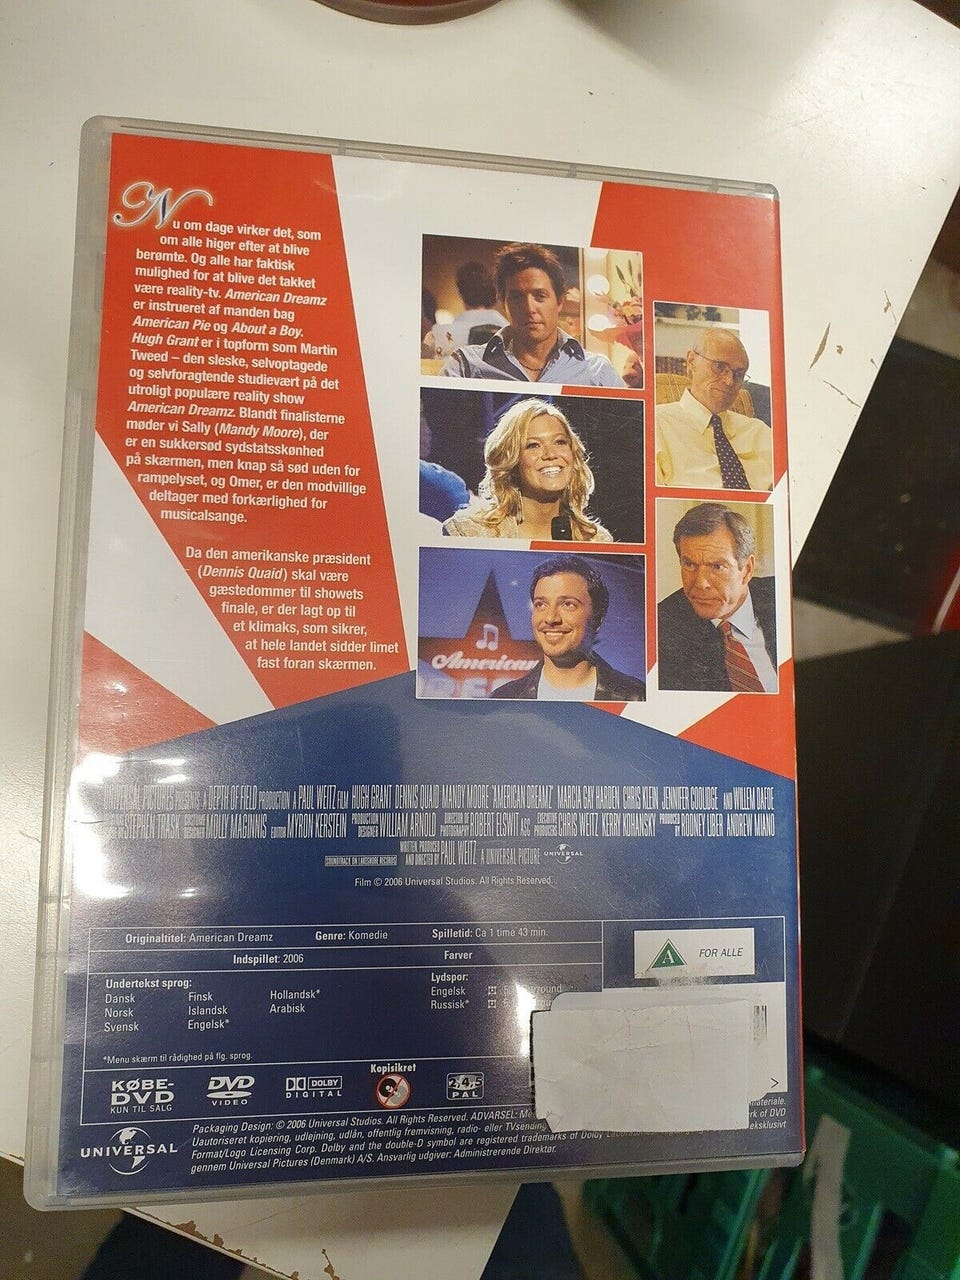 Nu om dage virker det, som
om alle higer efter at blive
berømte. Og alle har faktisk
mulighed for at blive det takket
være reality-tv. American Dreamz
er instrueret af manden bag
American Pie og About a Boy.
Hugh Grant er i topform som Martin
Tweed – den sleske, selvoptagede
og selvforagtende studievært på det
utroligt populære reality show
American Dreamz. Blandt finalisterne
møder vi Sally (Mandy Moore), der
er en sukkersød sydstatsskønhed
på skærmen, men knap så sød uden for
rampelyset, og Omer, er den modvillige
deltager med forkærlighed for
musicalsange.
Da den amerikanske præsident
(Dennis Quaid) skal være
gæstedommer til showets
finale, er der lagt op til
et klimaks, som sikrer,
at hele landet sidder limet
fast foran skærmen.
American
UNIVERSAL PICTURES PRESENTS A DEPTH OF FIELD PRODUCTION A PAUL WEITZ FILM HUGH GRANT DENNIS QUAID MANDY MOORE "AMERICAN DREAMZ" MARCIA GAY HARDEN CHRIS KLEIN JENNIFER COOLIDGE AND WILLEM DAFOE
STEPHEN TRASK MOLLY MAGINNIS EDITOR MYRON KERSTEIN PRODUCTION DESIGNER WILLIAM ARNOLD DIRECTOR OF PHOTOGRAPHY ROBERT ELSWIT ASC EXECUTIVE PRODUCERS CHRIS WEITZ KERRY KOHANSKY PRODUCED BY RODNEY LIBER ANDREW MIANO
SOUNDTRACK ON LAKESHORE RECORDS WRITTEN, PRODUCED AND DIRECTED BY PAUL WEITZ A UNIVERSAL PICTURE UNIVERSAL
Film © 2006 Universal Studios. All Rights Reserved.
Originaltitel: American Dreamz Genre: Komedie Spilletid: Ca 1 time 43 min.
Indspillet: 2006 Farver
A FOR ALLE
Undertekst sprog: Lydspor:
Dansk Finsk Hollandsk* Engelsk
Norsk Islandsk Arabisk Russisk*
Svensk Engelsk*
*Menu skærm til rådighed på flg. sprog.
Kopisikret
KØBE-DVD
KUN TIL SALG
DVD VIDEO
DOLBY DIGITAL
2,4,5 PAL
UNIVERSAL
Packaging Design: © 2006 Universal Studios. All Rights Reserved. ADVARSEL:
Uautoriseret kopiering, udlejning, udlån, offentlig fremvisning, radio- eller TVsending
Format/Logo Licensing Corp. Dolby and the double-D symbol are registered trademarks of Dolby
gennem Universal Pictures (Denmark) A/S. Ansvarlig udgiver: Administrerende Direktør.